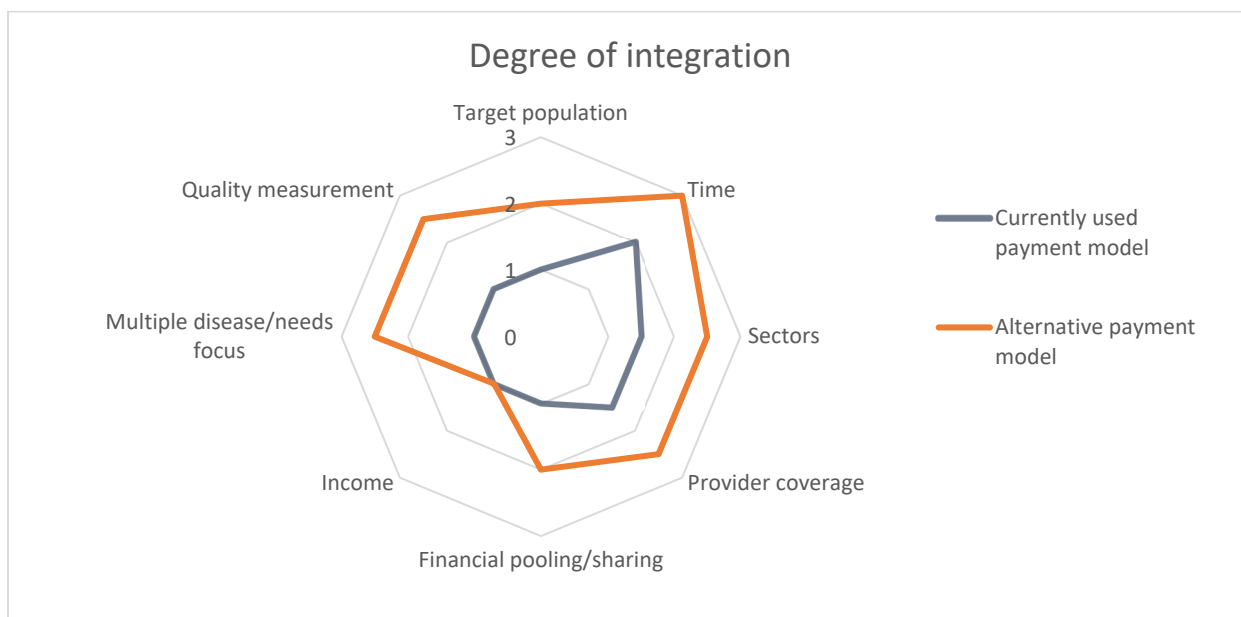 Degree of integration
Target population
3
Quality measurement
Time
2
Currently used
payment model
1
Multiple disease/needs
focus
0
Sectors
Alternative payment
model
Income
Provider coverage
Financial pooling/sharing